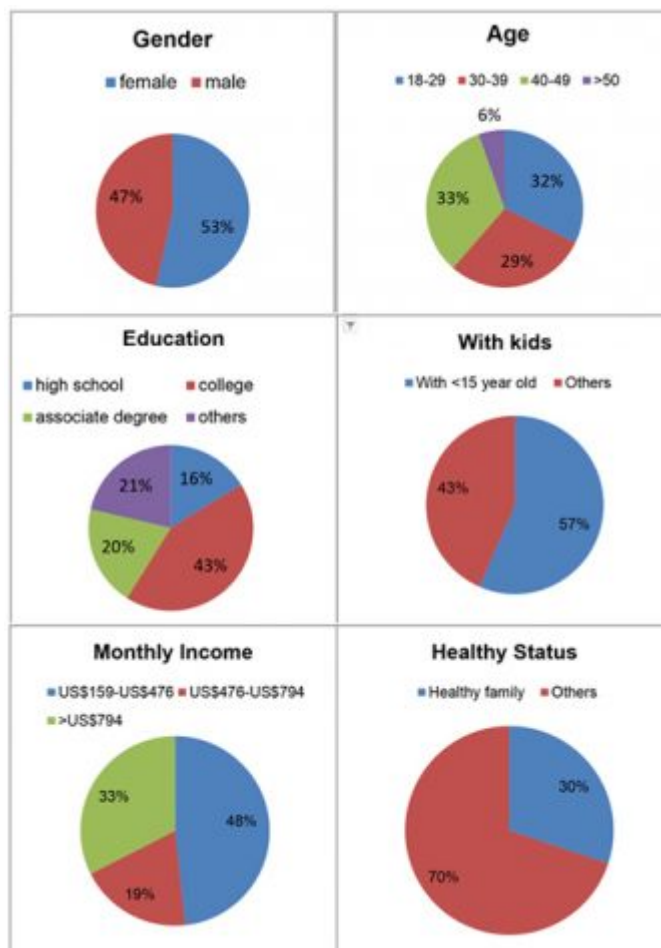 Gender
female male
47%
53%
Age
18-29 30-39 40-49 >50
6%
32%
33%
29%
Education
high school college
associate degree others
21% 16%
20%
43%
With kids
With <15 year old Others
43%
57%
Monthly Income
US$159-US$476 US$476-US$794
>US$794
33%
48%
19%
Healthy Status
Healthy family Others
30%
70%